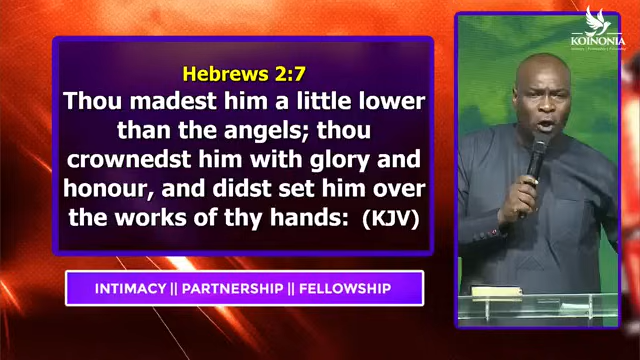 Hebrews 2:7
Thou madest him a little lower
than the angels; thou
crownedst him with glory and
honour, and didst set him over
the works of thy hands:  (KJV)
INTIMACY || PARTNERSHIP || FELLOWSHIP
KOINONIA